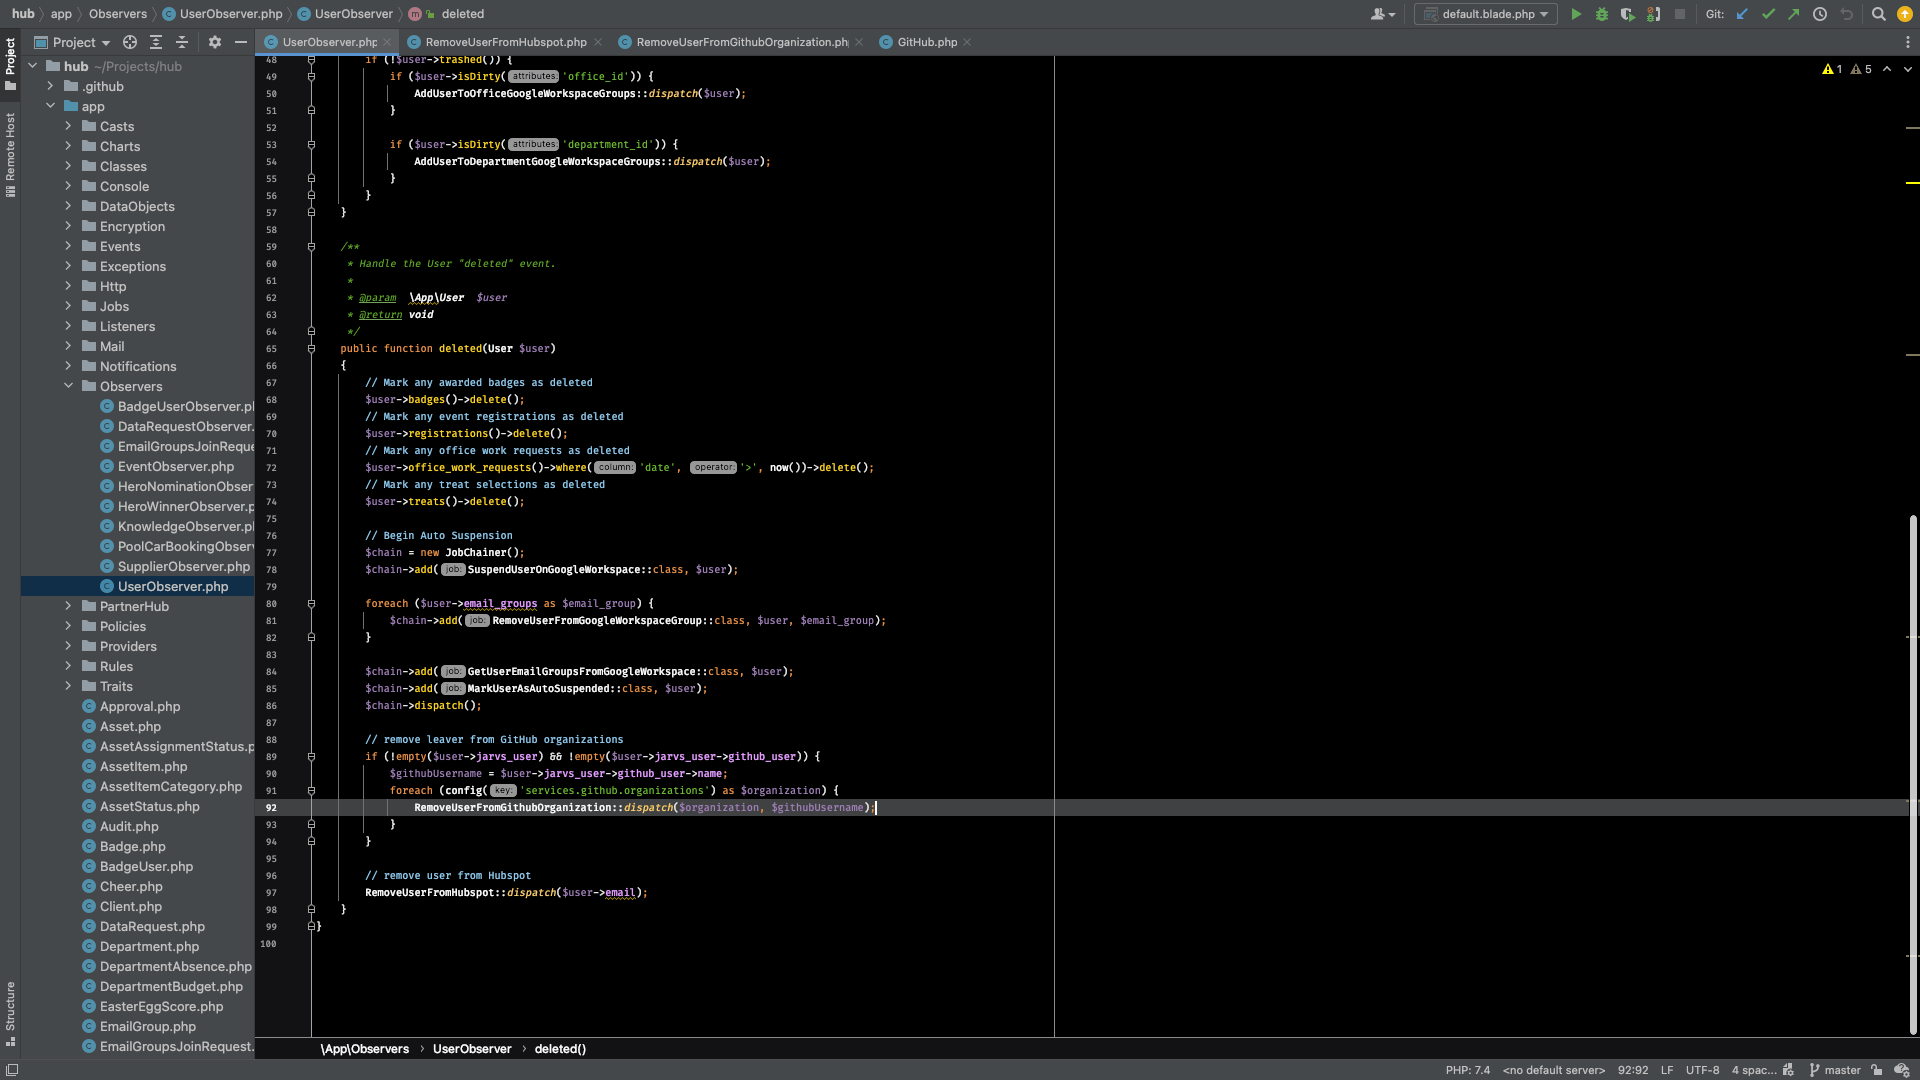 hub › app › Observers › UserObserver.php › UserObserver › m deleted
default.blade.php
Git:
Project
UserObserver.php
RemoveUserFromHubspot.php
RemoveUserFromGithubOrganization.ph
GitHub.php
Project
Remote Host
Structure
hub ~/Projects/hub
.github
app
Casts
Charts
Classes
Console
DataObjects
Encryption
Events
Exceptions
Http
Jobs
Listeners
Mail
Notifications
Observers
BadgeUserObserver.pl
DataRequestObserver.
EmailGroupsJoinReque
EventObserver.php
HeroNominationObser
HeroWinnerObserver.p
KnowledgeObserver.pl
PoolCarBookingObser
SupplierObserver.php
UserObserver.php
PartnerHub
Policies
Providers
Rules
Traits
Approval.php
Asset.php
AssetAssignmentStatus.p
AssetItem.php
AssetItemCategory.php
AssetStatus.php
Audit.php
Badge.php
BadgeUser.php
Cheer.php
Client.php
DataRequest.php
Department.php
DepartmentAbsence.php
DepartmentBudget.php
EasterEggScore.php
EmailGroup.php
EmailGroupsJoinRequest.
1 5
48 if (!$user->trashed()) {
49 if ($user->isDirty( attributes: 'office_id')) {
50 AddUserToOfficeGoogleWorkspaceGroups::dispatch($user);
51 }
52
53 if ($user->isDirty( attributes: 'department_id')) {
54 AddUserToDepartmentGoogleWorkspaceGroups::dispatch($user);
55 }
56 }
57 }
58
59 /**
60 * Handle the User "deleted" event.
61 *
62 * @param \App\User $user
63 * @return void
64 */
65 public function deleted(User $user)
66 {
67 // Mark any awarded badges as deleted
68 $user->badges()->delete();
69 // Mark any event registrations as deleted
70 $user->registrations()->delete();
71 // Mark any office work requests as deleted
72 $user->office_work_requests()->where( column: 'date', operator: '>', now())->delete();
73 // Mark any treat selections as deleted
74 $user->treats()->delete();
75
76 // Begin Auto Suspension
77 $chain = new JobChainer();
78 $chain->add( job: SuspendUserOnGoogleWorkspace::class, $user);
79
80 foreach ($user->email_groups as $email_group) {
81 $chain->add( job: RemoveUserFromGoogleWorkspaceGroup::class, $user, $email_group);
82 }
83
84 $chain->add( job: GetUserEmailGroupsFromGoogleWorkspace::class, $user);
85 $chain->add( job: MarkUserAsAutoSuspended::class, $user);
86 $chain->dispatch();
87
88 // remove leaver from GitHub organizations
89 if (!empty($user->jarvs_user) && !empty($user->jarvs_user->github_user)) {
90 $githubUsername = $user->jarvs_user->github_user->name;
91 foreach (config( key: 'services.github.organizations') as $organization) {
92 RemoveUserFromGithubOrganization::dispatch($organization, $githubUsername);
93 }
94 }
95
96 // remove user from Hubspot
97 RemoveUserFromHubspot::dispatch($user->email);
98 }
99 }
100
\App\Observers › UserObserver › deleted()
PHP: 7.4 <no default server> 92:92 LF UTF-8 4 spac... master